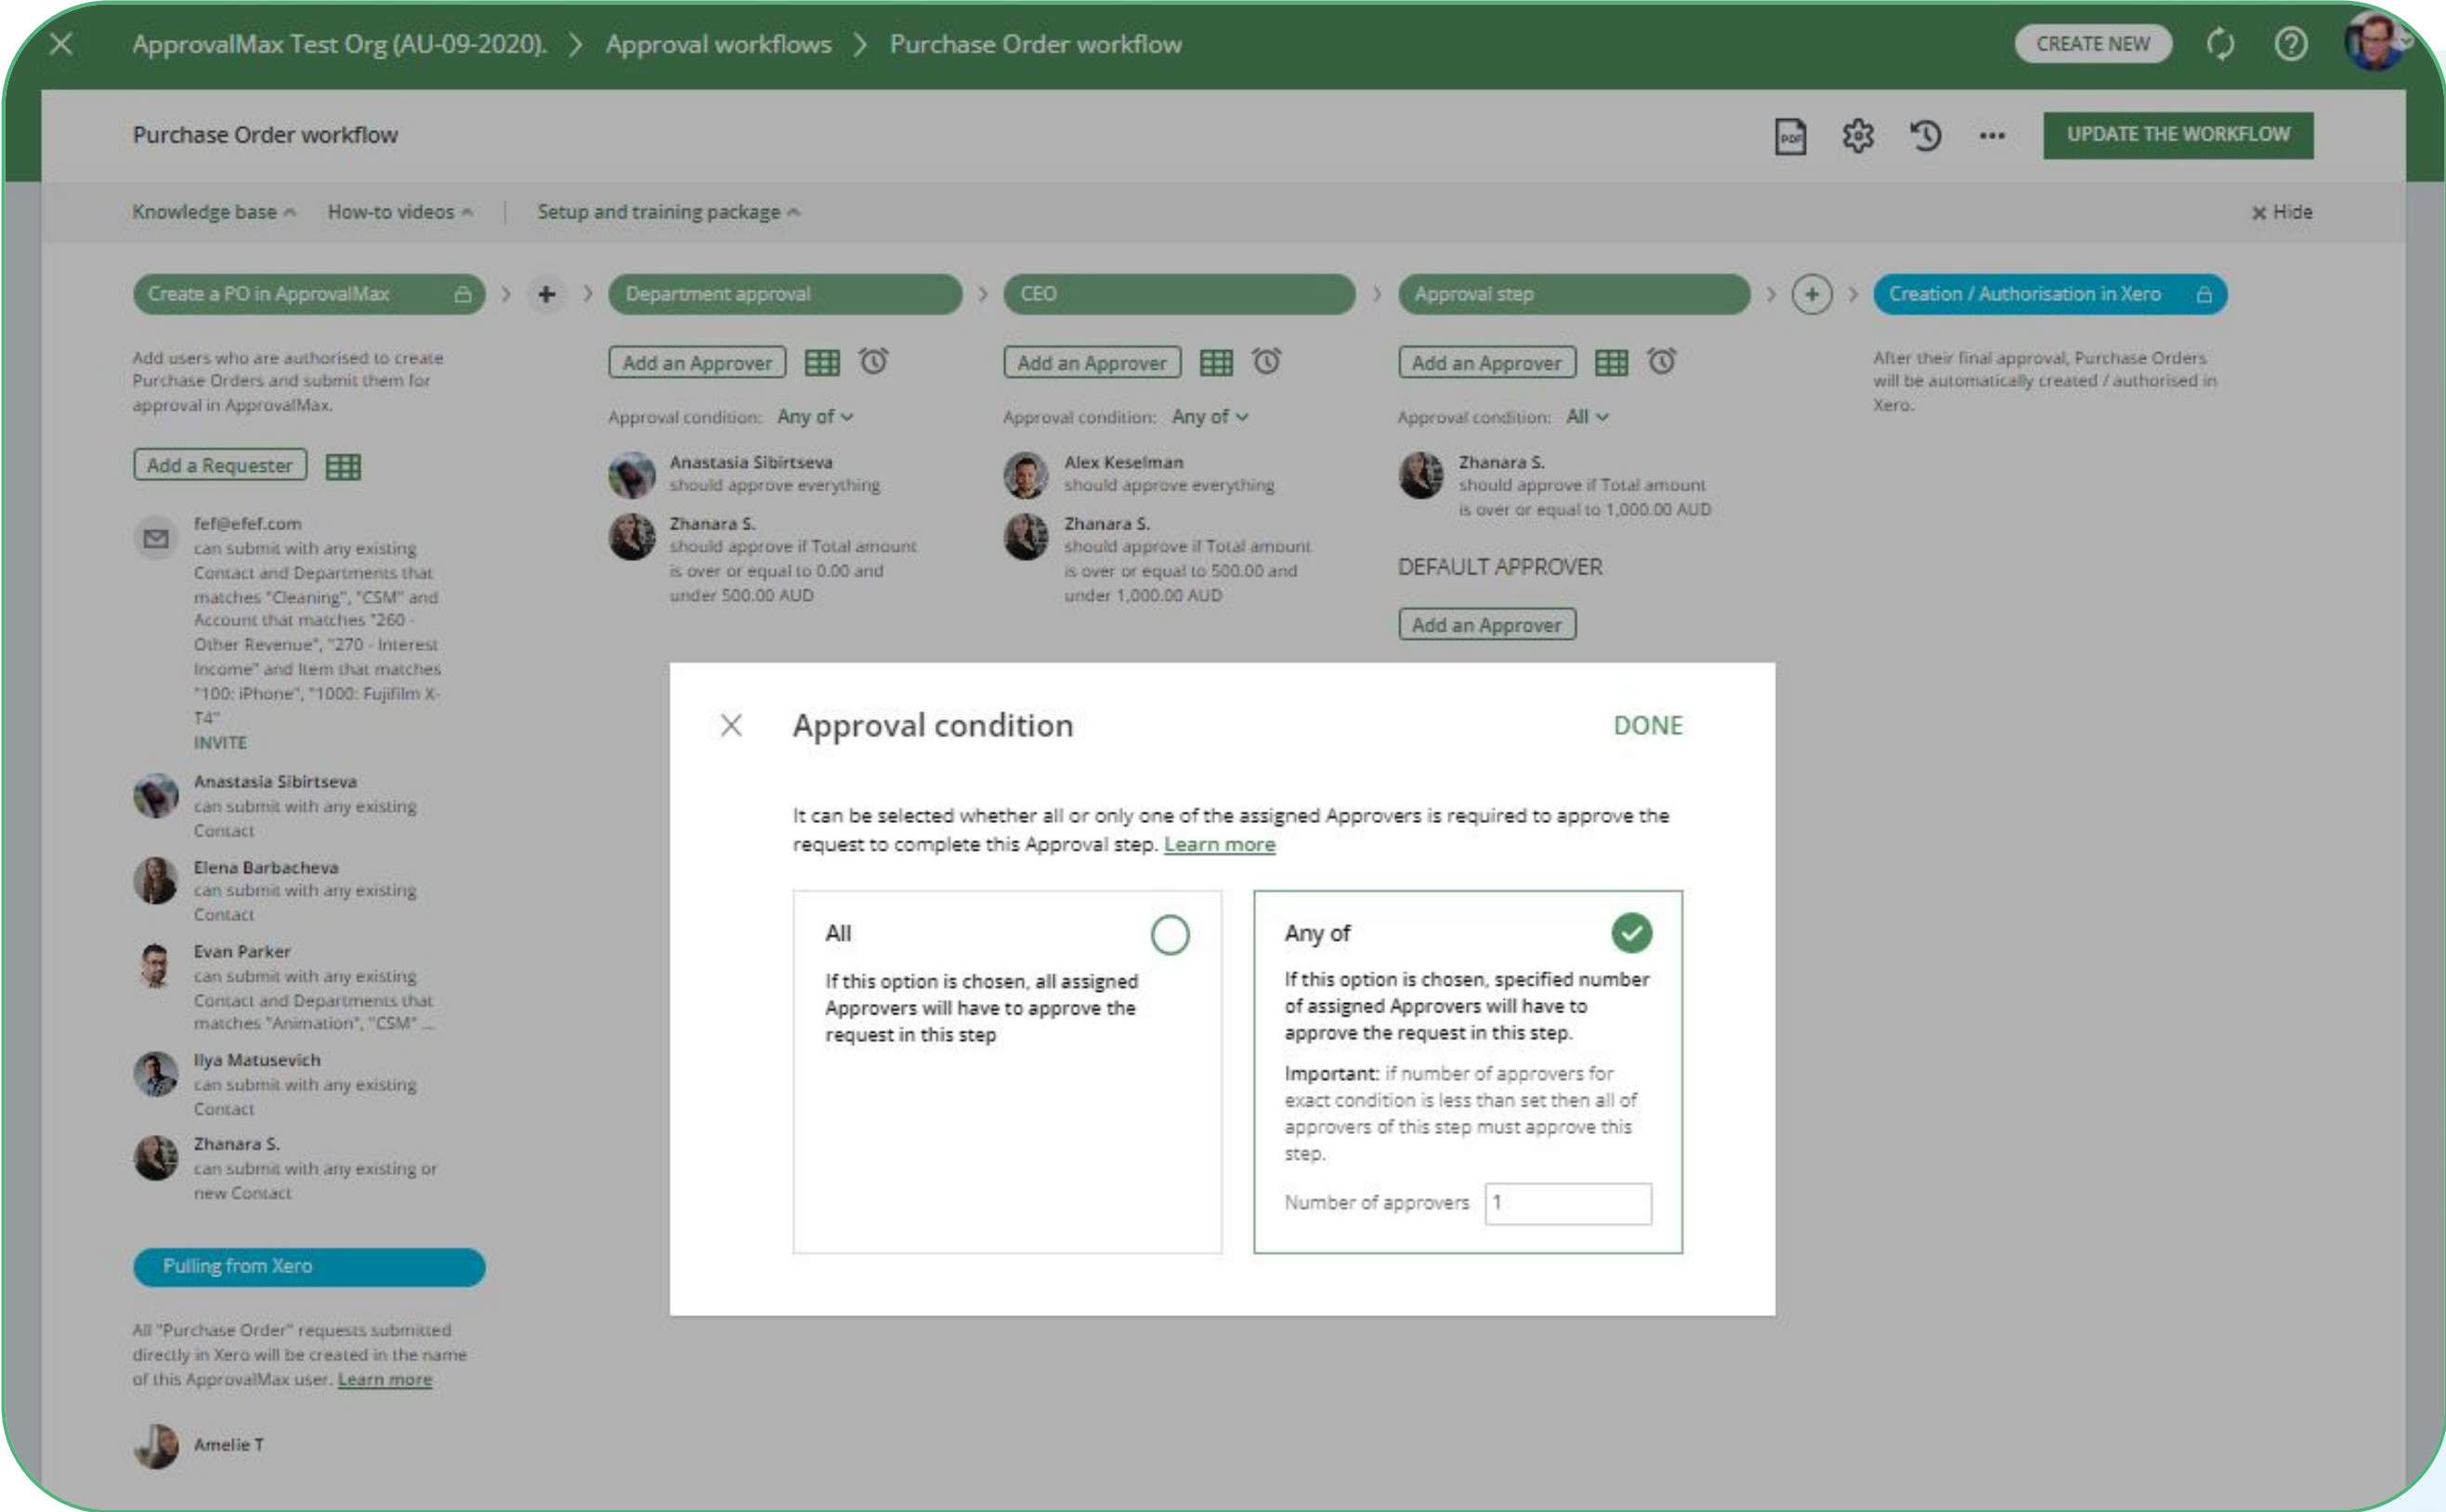 ApprovalMax Test Org (AU-09-2020). > Approval workflows > Purchase Order workflow
CREATE NEW
Purchase Order workflow
PDF
UPDATE THE WORKFLOW
Knowledge base
How-to videos
Setup and training package
Hide
Create a PO in ApprovalMax
Add users who are authorised to create
Purchase Orders and submit them for
approval in ApprovalMax.
Add a Requester
fef@efef.com
can submit with any existing
Contact and Departments that
matches "Cleaning", "CSM" and
Account that matches "260 -
Other Revenue", "270 - Interest
Income" and Item that matches
"100: iPhone", "1000: Fujifilm X-
T4"
INVITE
Anastasia Sibirtseva
can submit with any existing
Contact
Elena Barbacheva
can submit with any existing
Contact
Evan Parker
can submit with any existing
Contact and Departments that
matches "Animation", "CSM" ...
Ilya Matusevich
can submit with any existing
Contact
Zhanara S.
can submit with any existing or
new Contact
Pulling from Xero
All "Purchase Order" requests submitted
directly in Xero will be created in the name
of this ApprovalMax user. Learn more
Amelie T
Department approval
Add an Approver
Approval condition: Any of
Anastasia Sibirtseva
should approve everything
Zhanara S.
should approve if Total amount
is over or equal to 0.00 and
under 500.00 AUD
CEO
Add an Approver
Approval condition: Any of
Alex Keselman
should approve everything
Zhanara S.
should approve if Total amount
is over or equal to 500.00 and
under 1,000.00 AUD
Approval step
Add an Approver
Approval condition: All
Zhanara S.
should approve if Total amount
is over or equal to 1,000.00 AUD
DEFAULT APPROVER
Add an Approver
Creation / Authorisation in Xero
After their final approval, Purchase Orders
will be automatically created / authorised in
Xero.
Approval condition
DONE
It can be selected whether all or only one of the assigned Approvers is required to approve the
request to complete this Approval step. Learn more
All
If this option is chosen, all assigned
Approvers will have to approve the
request in this step
Any of
If this option is chosen, specified number
of assigned Approvers will have to
approve the request in this step.
Important: if number of approvers for
exact condition is less than set then all of
approvers of this step must approve this
step.
Number of approvers 1